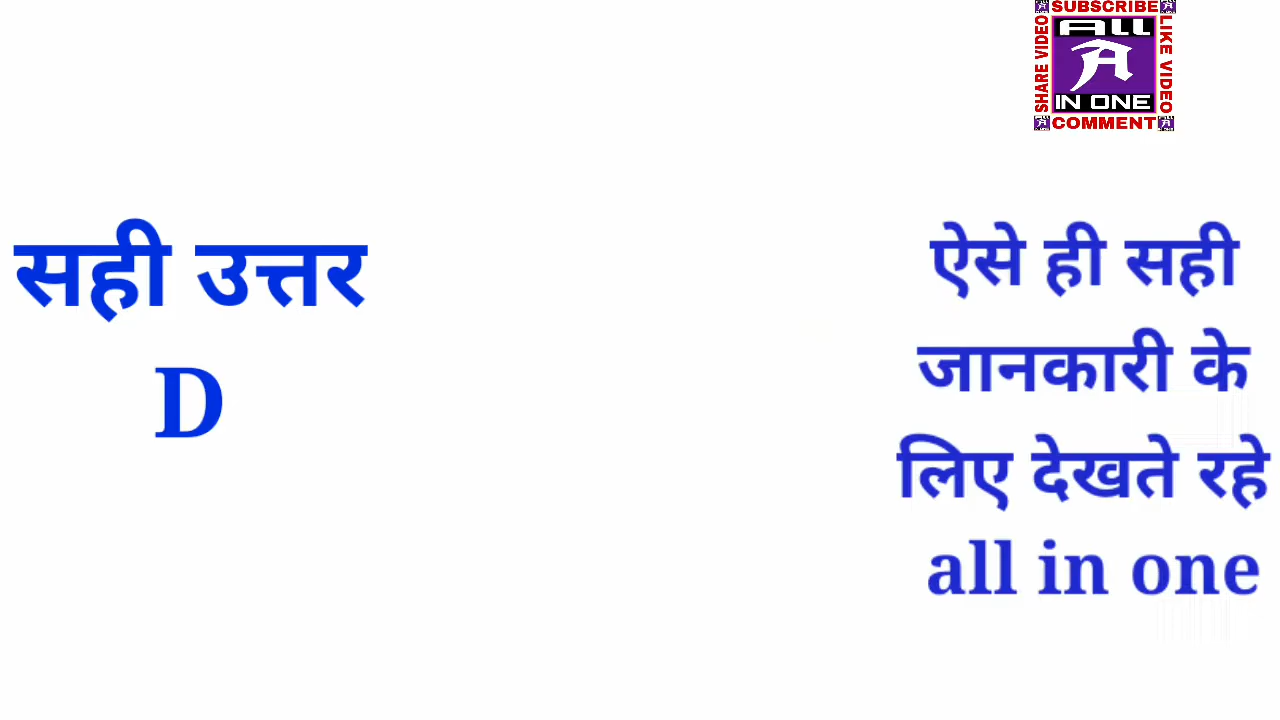 SUBSCRIBE
SHARE VIDEO
ALL
A
IN ONE
LIKE VIDEO
COMMENT
सही उत्तर
D
ऐसे ही सही
जानकारी के
लिए देखते रहे
all in one